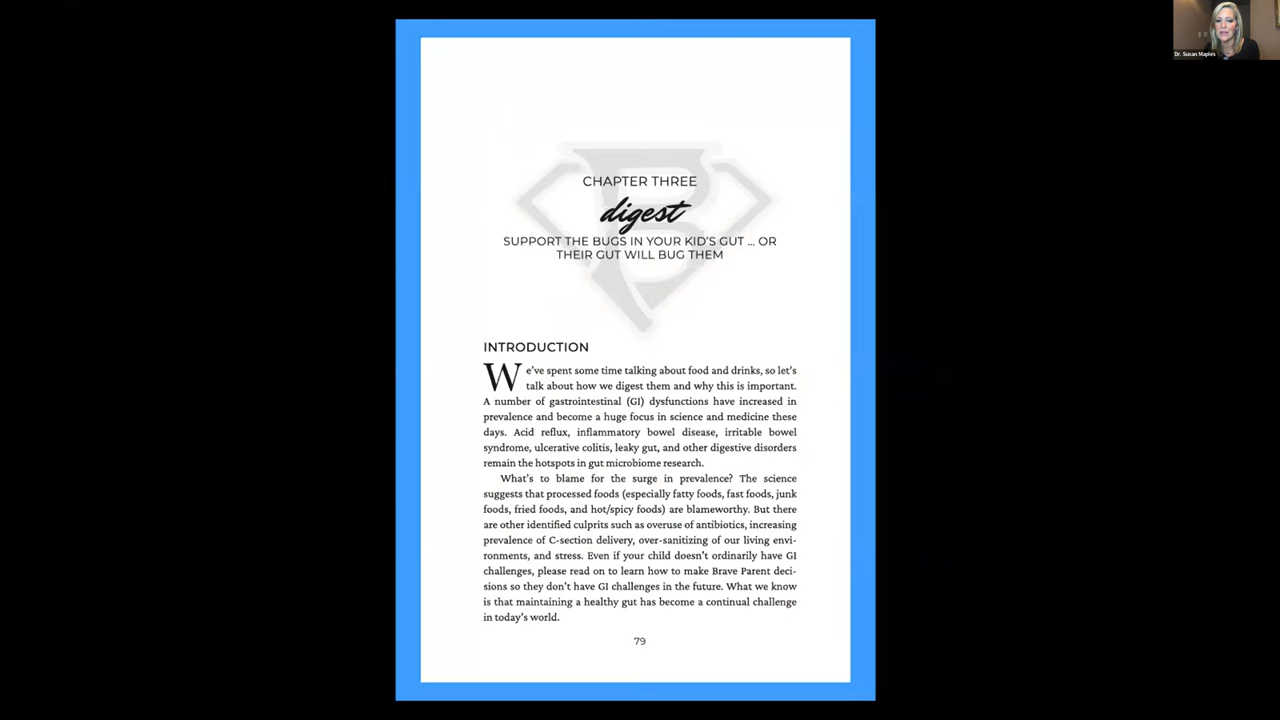 Dr. Susan Maples
CHAPTER THREE
digest
SUPPORT THE BUGS IN YOUR KID'S GUT ... OR
THEIR GUT WILL BUG THEM
INTRODUCTION
We've spent some time talking about food and drinks, so let's
talk about how we digest them and why this is important.
A number of gastrointestinal (GI) dysfunctions have increased in
prevalence and become a huge focus in science and medicine these
days. Acid reflux, inflammatory bowel disease, irritable bowel
syndrome, ulcerative colitis, leaky gut, and other digestive disorders
remain the hotspots in gut microbiome research.
What's to blame for the surge in prevalence? The science
suggests that processed foods (especially fatty foods, fast foods, junk
foods, fried foods, and hot/spicy foods) are blameworthy. But there
are other identified culprits such as overuse of antibiotics, increasing
prevalence of C-section delivery, over-sanitizing of our living envi-
ronments, and stress. Even if your child doesn't ordinarily have GI
challenges, please read on to learn how to make Brave Parent deci-
sions so they don't have GI challenges in the future. What we know
is that maintaining a healthy gut has become a continual challenge
in today's world.
79